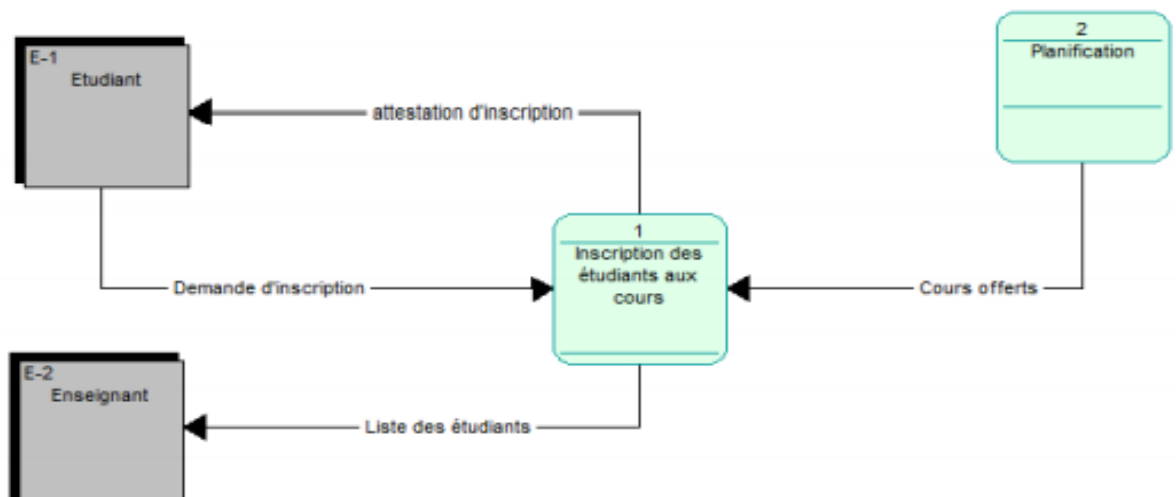 2
Planification
E-1
Etudiant
attestation d'inscription
1
Inscription des
étudiants aux
cours
Demande d'inscription
Cours offerts
E-2
Enseignant
Liste des étudiants